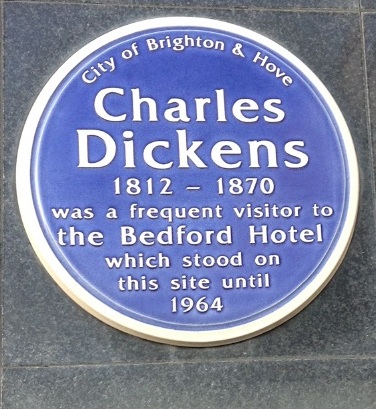 City of Brighton & Hove
Charles
Dickens
1812 – 1870
was a frequent visitor to
the Bedford Hotel
which stood on
this site until
1964